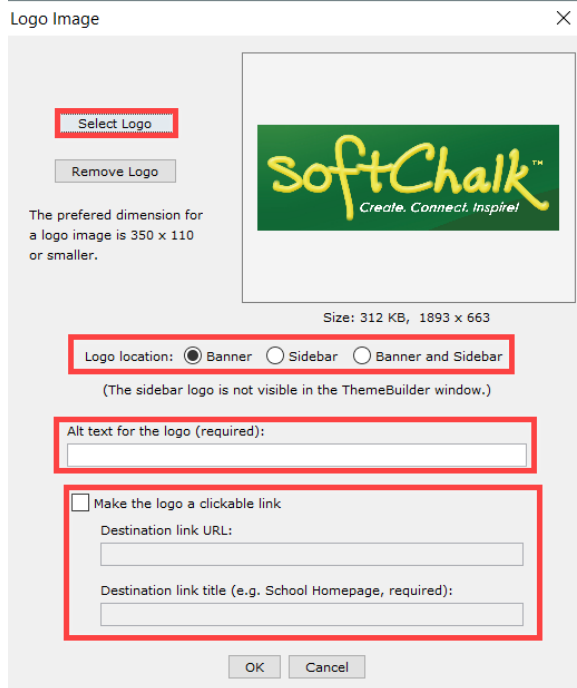 Logo Image
Select Logo
Remove Logo
The prefered dimension for
a logo image is 350 x 110
or smaller.
SoftChalk™
Create. Connect. Inspire!
Size: 312 KB, 1893 x 663
Logo location: Banner Sidebar Banner and Sidebar
(The sidebar logo is not visible in the ThemeBuilder window.)
Alt text for the logo (required):
Make the logo a clickable link
Destination link URL:
Destination link title (e.g. School Homepage, required):
OK Cancel